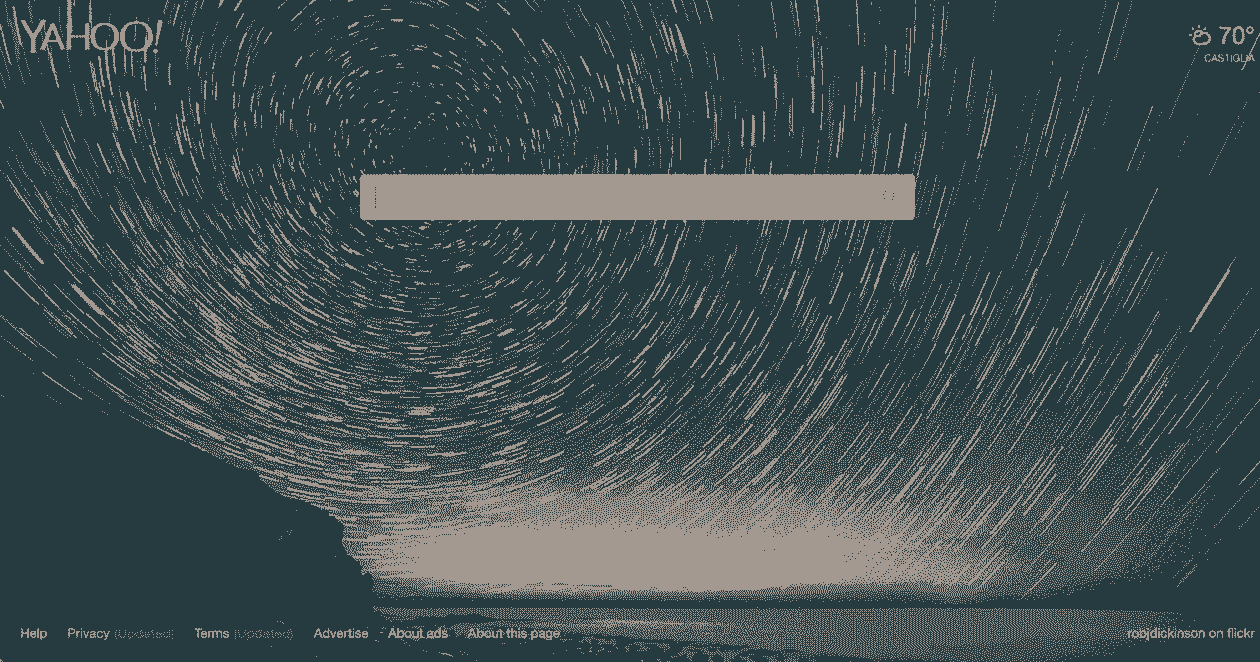 YAHOO!
70°
CASTIGLIA
Help Privacy (Updated) Terms (Updated) Advertise About ads About this page
robjdickinson on flickr